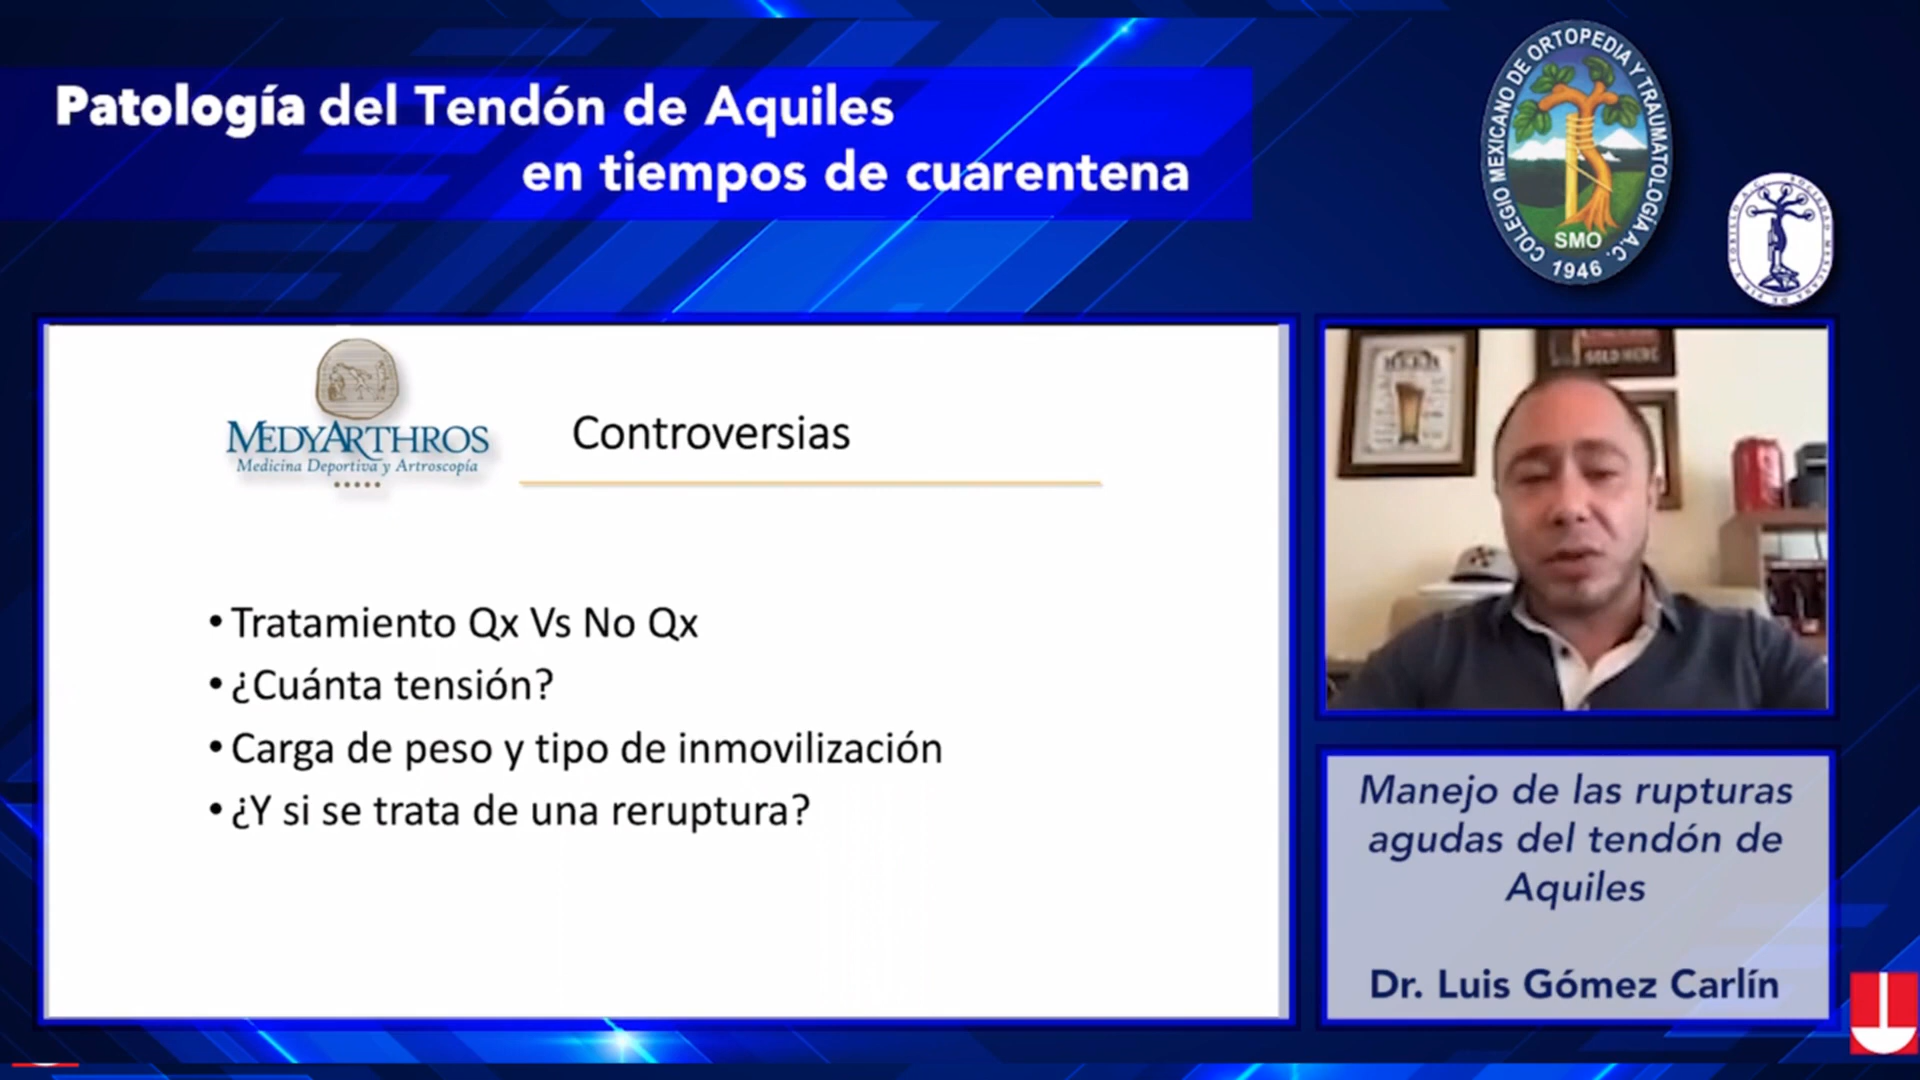 Patología del Tendón de Aquiles
en tiempos de cuarentena
COLEGIO MEXICANO DE ORTOPEDIA Y TRAUMATOLOGÍA A.C.
SMO
1946
MEDYARTHROS
Medicina Deportiva y Artroscopía
Controversias
• Tratamiento Qx Vs No Qx
• ¿Cuánta tensión?
• Carga de peso y tipo de inmovilización
• ¿Y si se trata de una reruptura?
BEER
Manejo de las rupturas
agudas del tendón de
Aquiles
Dr. Luis Gómez Carlín